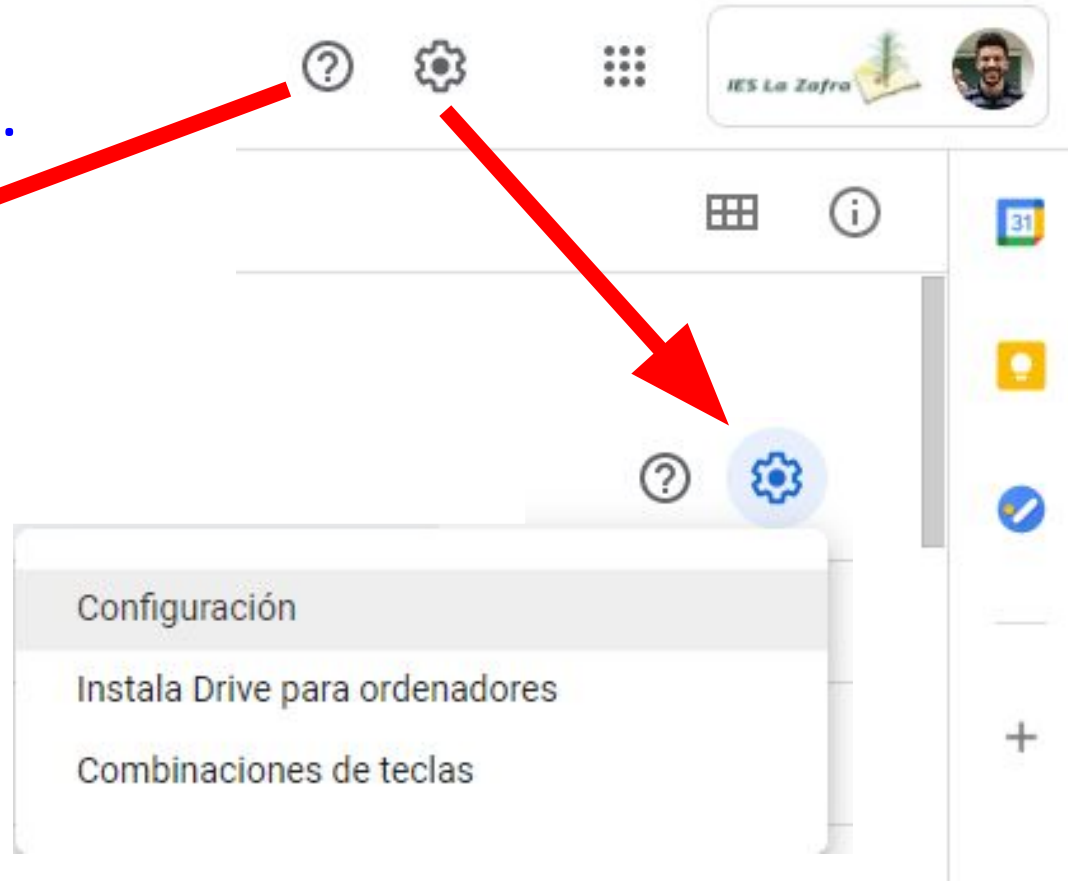 .
IES La Zafra
31
Configuración
Instala Drive para ordenadores
Combinaciones de teclas